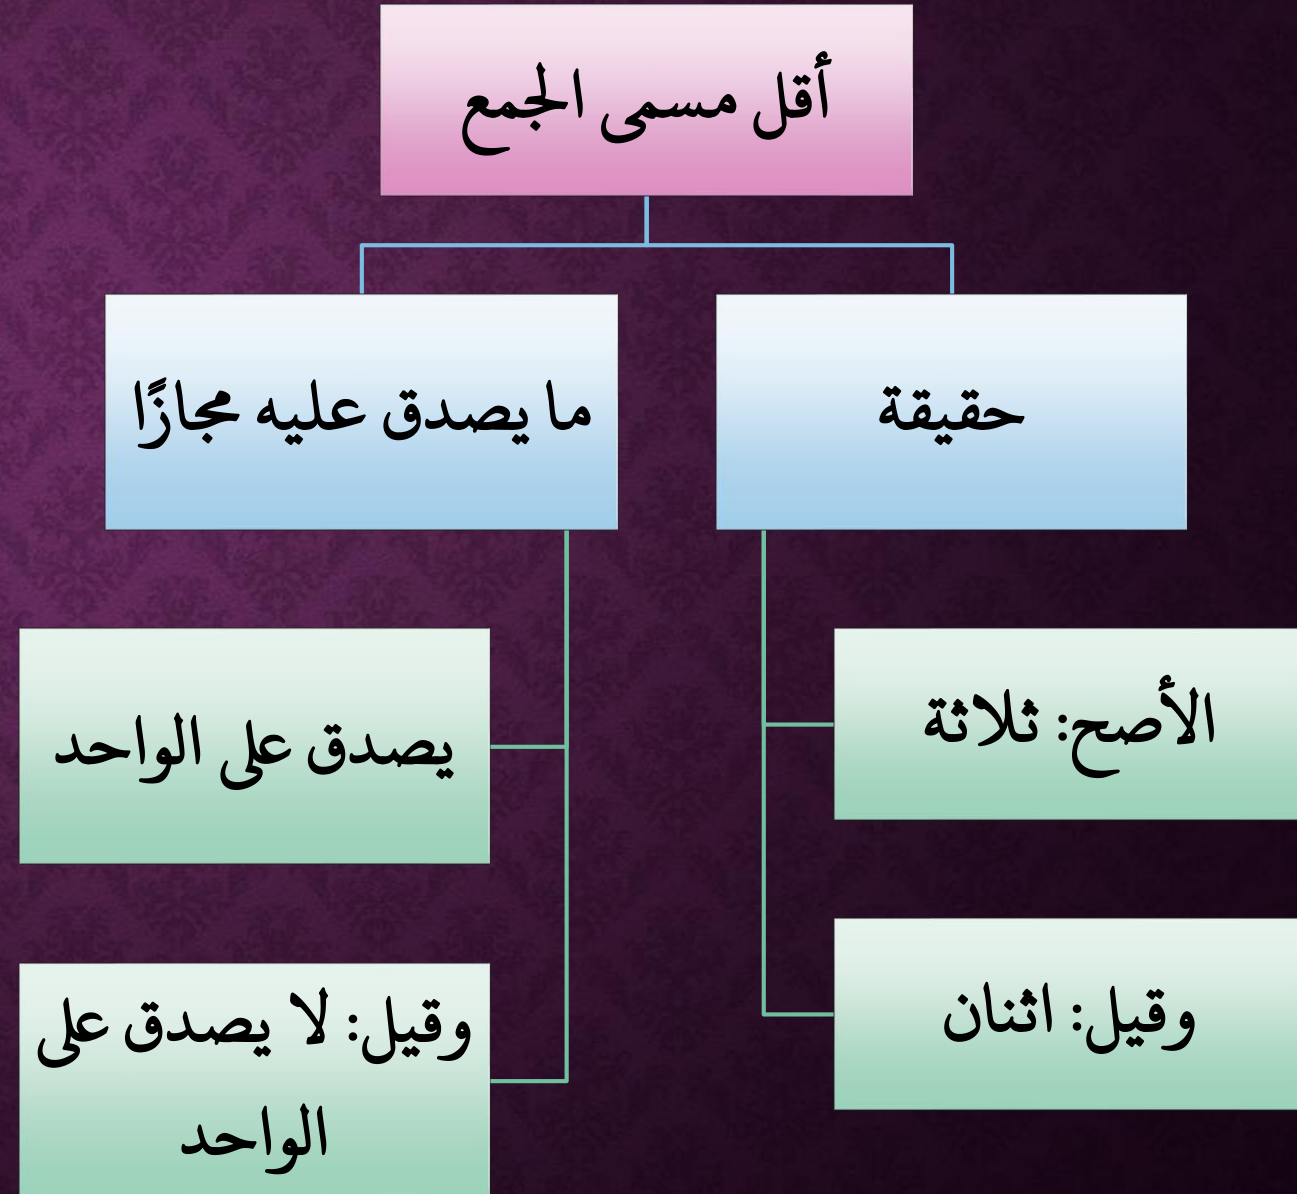 أقل مسمى الجمع
حقيقة
ما يصدق عليه مجازًا
الأصح: ثلاثة
يصدق على الواحد
وقيل: اثنان
وقيل: لا يصدق على
الواحد